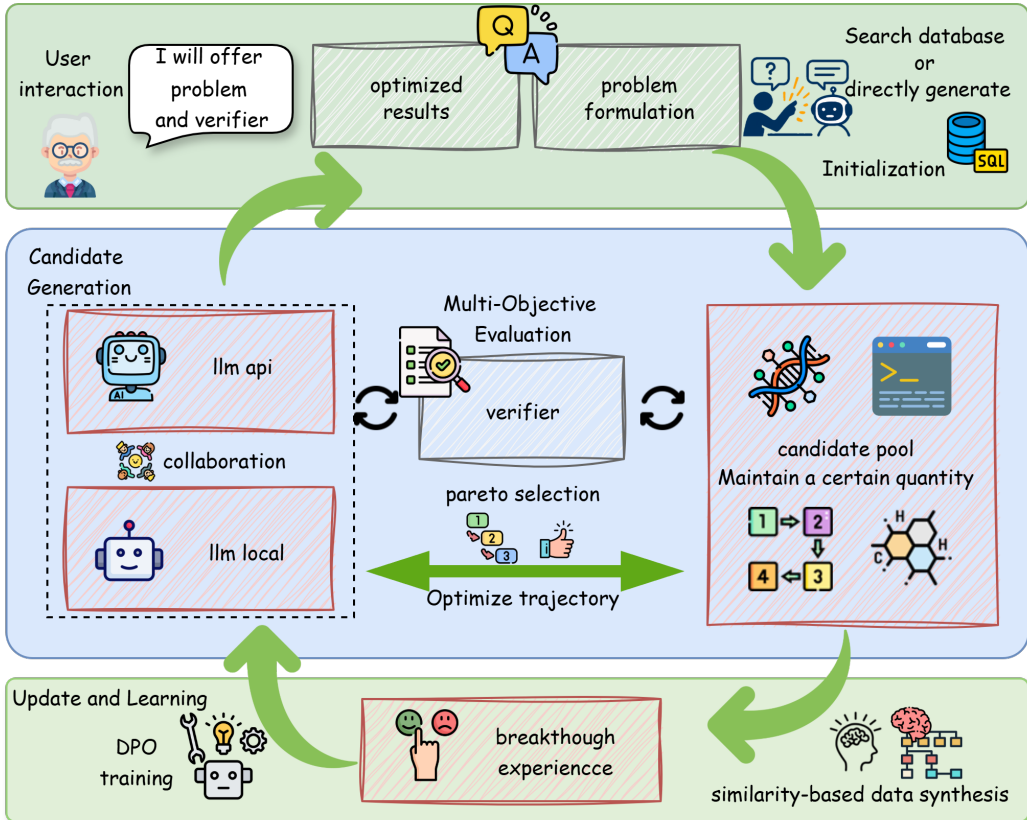 User
interaction
I will offer
problem
and verifier
optimized
results
Q
A
problem
formulation
?
Search database
or
directly generate
Initialization
SQL
Candidate
Generation
AI
llm api
collaboration
llm local
Multi-Objective
Evaluation
verifier
pareto selection
1
2
3
Optimize trajectory
>_
candidate pool
Maintain a certain quantity
1 2
4 3
H
H
C
Update and Learning
DPO
training
breakthough
experiencce
similarity-based data synthesis